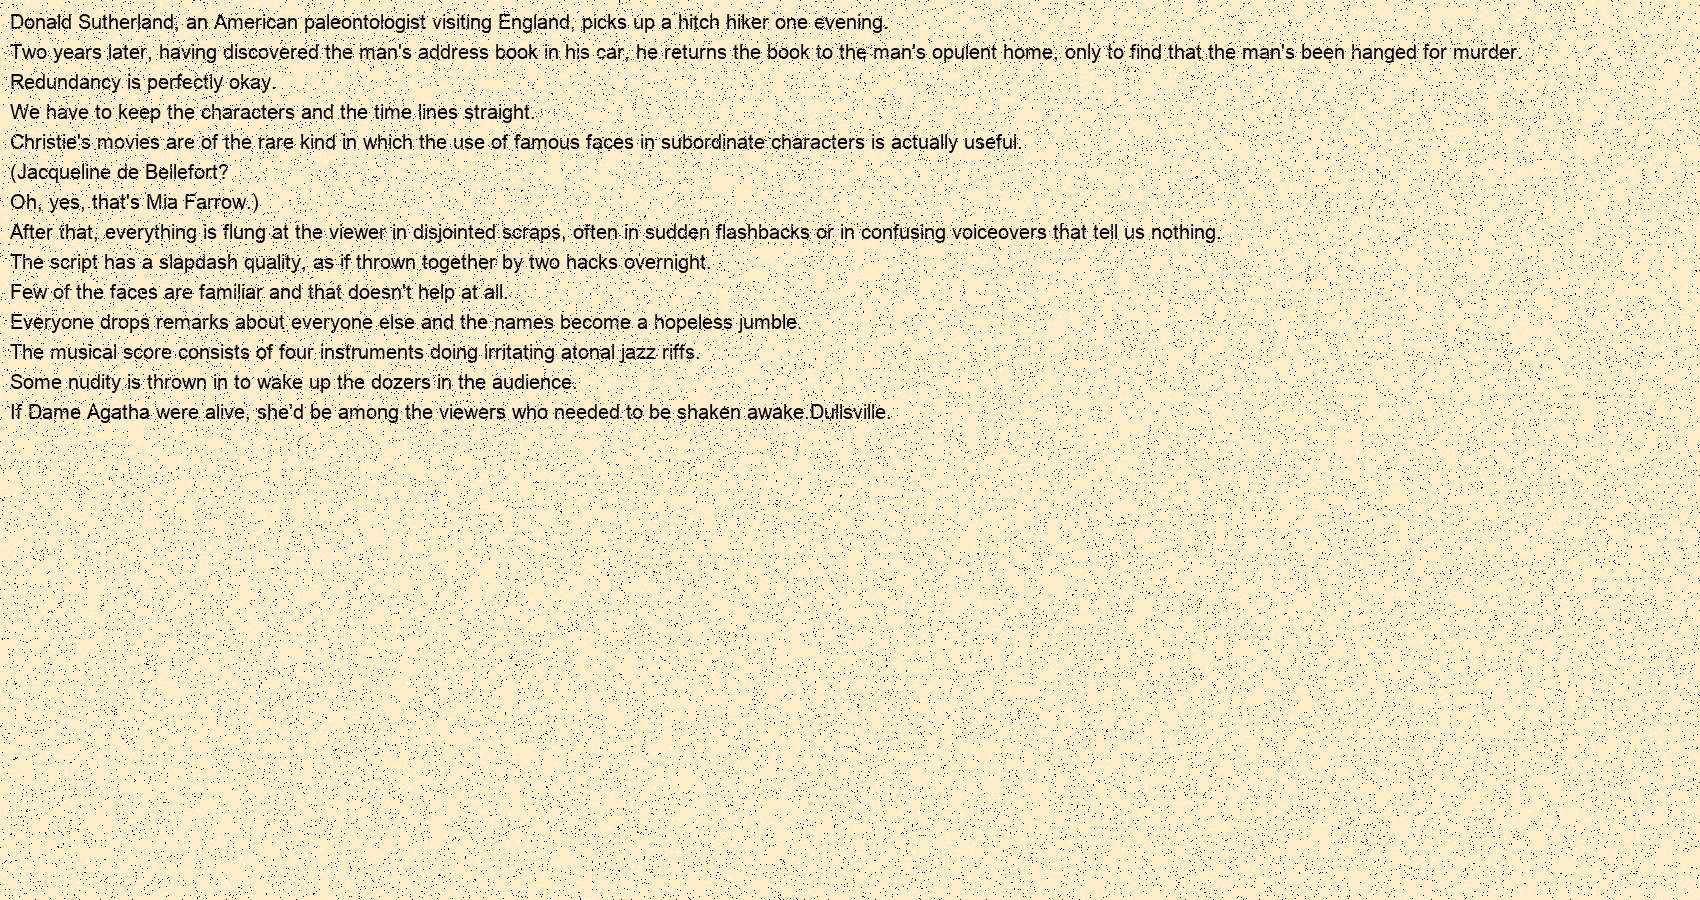 Donald Sutherland, an American paleontologist visiting England, picks up a hitch hiker one evening.
Two years later, having discovered the man's address book in his car, he returns the book to the man's opulent home, only to find that the man's been hanged for murder.
Redundancy is perfectly okay.
We have to keep the characters and the time lines straight.
Christie's movies are of the rare kind in which the use of famous faces in subordinate characters is actually useful.
(Jacqueline de Bellefort?
Oh, yes, that's Mia Farrow.)
After that, everything is flung at the viewer in disjointed scraps, often in sudden flashbacks or in confusing voiceovers that tell us nothing.
The script has a slapdash quality, as if thrown together by two hacks overnight.
Few of the faces are familiar and that doesn't help at all.
Everyone drops remarks about everyone else and the names become a hopeless jumble.
The musical score consists of four instruments doing irritating atonal jazz riffs.
Some nudity is thrown in to wake up the dozers in the audience.
If Dame Agatha were alive, she'd be among the viewers who needed to be shaken awake.Dullsville.